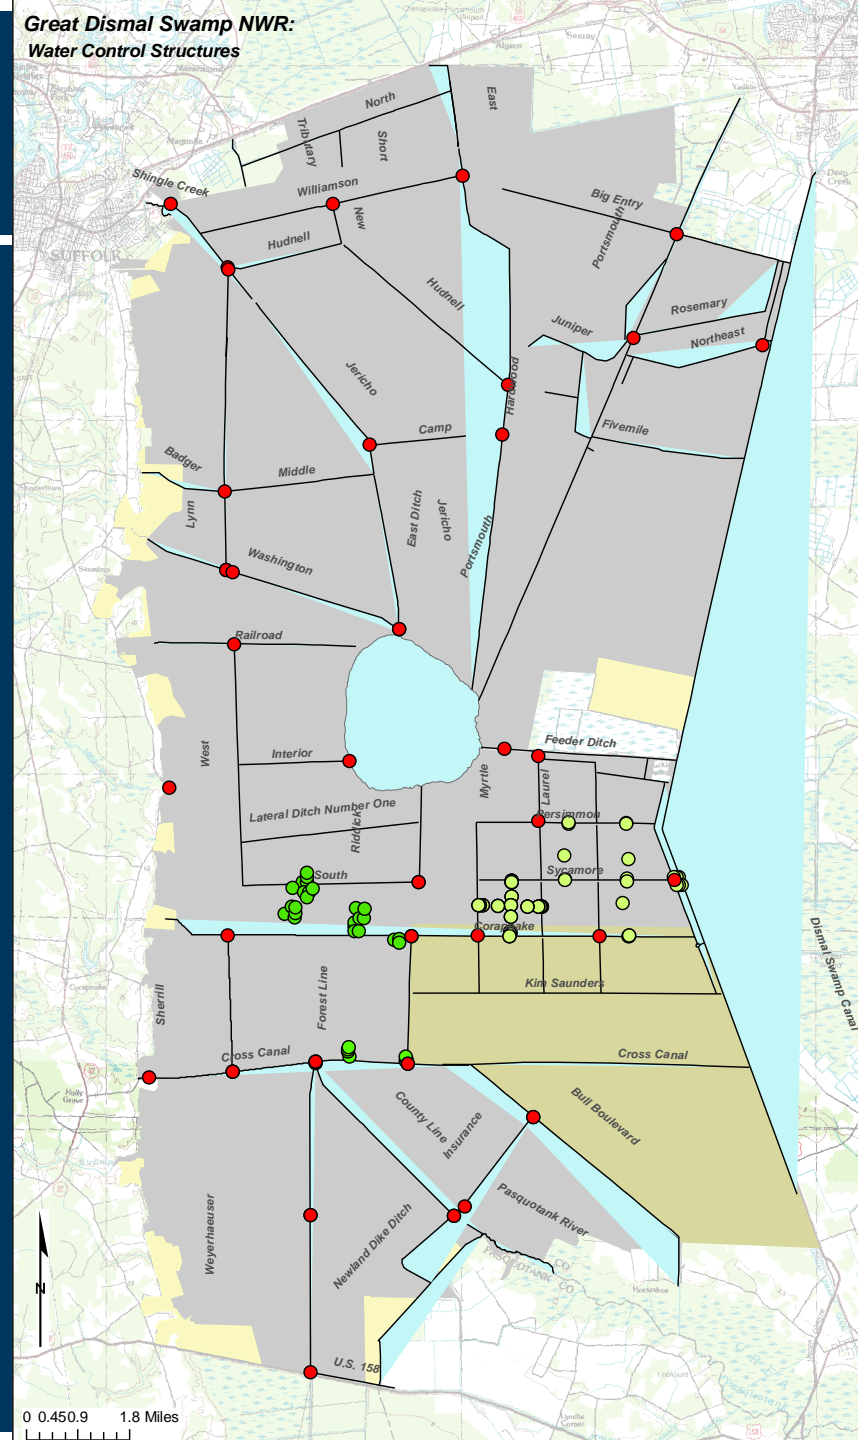 Great Dismal Swamp NWR:
Water Control Structures
North
East
Tributary
Short
Shingle Creek
Williamson
New
Big Entry
Portsmouth
SUFFOLK
Hudnell
Hudnell
Rosemary
Juniper
Northeast
Jericho
Hardwood
Camp
Fivemile
Badger
Middle
Lynn
East Ditch
Jericho
Portsmouth
Washington
Railroad
West
Interior
Feeder Ditch
Myrtle
Laurel
Lateral Ditch Number One
Riddick
Persimmon
South
Sycamore
Corapeake
Dismal Swamp Canal
Sherrill
Forest Line
Kim Saunders
Cross Canal
Cross Canal
County Line
Insurance
Bull Boulevard
Weyerhaeuser
Newland Dike Ditch
Pasquotank River
PASQUOTANK CO
N
U.S. 158
0 0.45 0.9 1.8 Miles